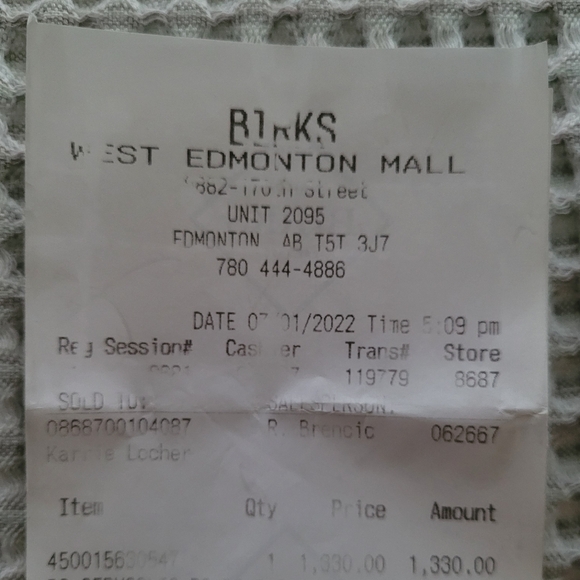 BIRKS
WEST EDMONTON MALL
Street
UNIT 2095
EDMONTON AB T5T 3J7
780 444-4886
DATE 07/01/2022 Time 5:09 pm
Reg Session# Cashier Trans# Store
119779 8687
SOLD TO: SALESPERSON:
0868700104087 R. Brencic 062667
Locher
Item Qty Price Amount
1 1,330.00 1,330.00